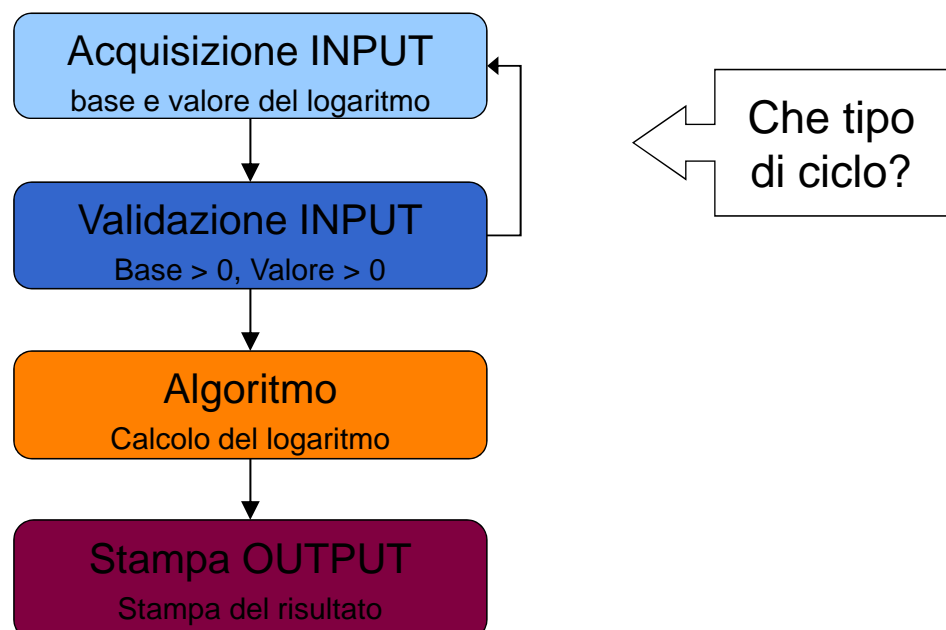 Acquisizione INPUT
base e valore del logaritmo
Che tipo
di ciclo?
Validazione INPUT
Base > 0, Valore > 0
Algoritmo
Calcolo del logaritmo
Stampa OUTPUT
Stampa del risultato